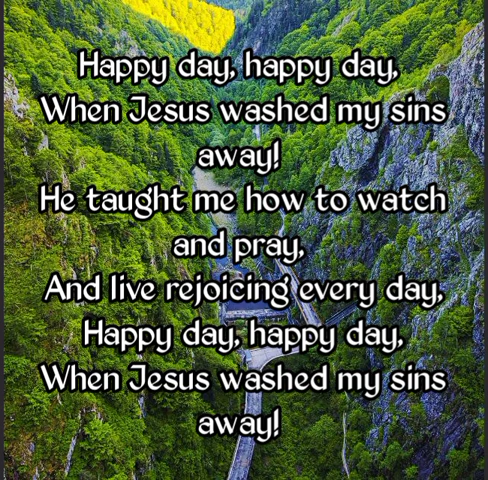 Happy day, happy day,
When Jesus washed my sins
away!
He taught me how to watch
and pray,
And live rejoicing every day,
Happy day, happy day,
When Jesus washed my sins
away!